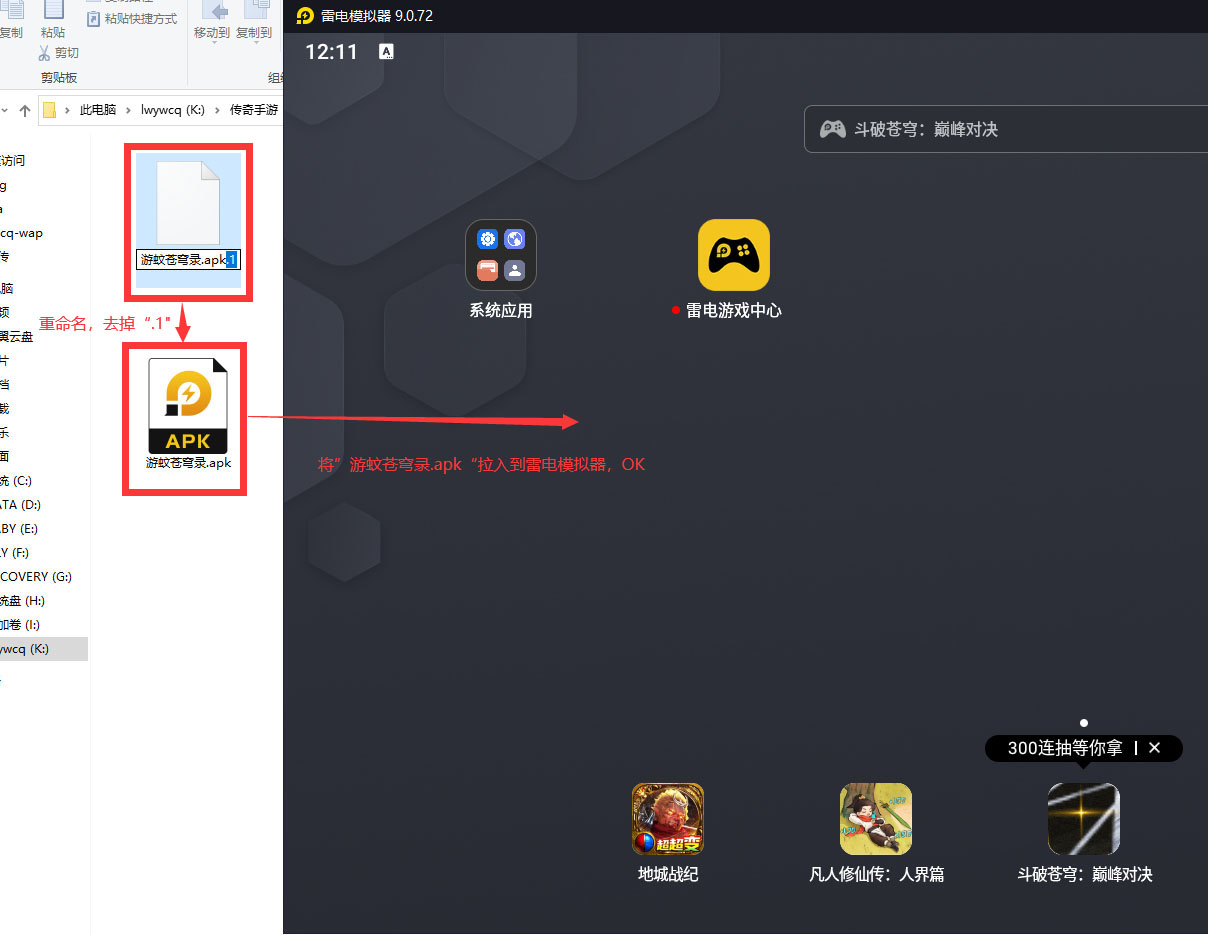 粘贴
粘贴快捷方式
剪切
移动到
复制到
剪贴板
此电脑
lwywcq (K:)
传奇手游
访问
cq-wap
传
脑
频
翼云盘
片
档
载
乐
面
统 (C:)
ATA (D:)
BY (E:)
Y (F:)
COVERY (G:)
统盘 (H:)
加卷 (I:)
ywcq (K:)
游蚊苍穹录.apk.1
重命名，去掉“.1"
APK
游蚊苍穹录.apk
将”游蚊苍穹录.apk“拉入到雷电模拟器，OK
雷电模拟器 9.0.72
12:11
A
斗破苍穹：巅峰对决
系统应用
雷电游戏中心
300连抽等你拿
超超变
地城战纪
凡人修仙传：人界篇
斗破苍穹：巅峰对决